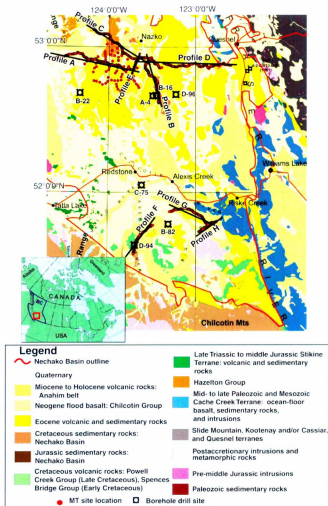 124°0'0"W
123°0'0"W
53°0'0"N
Profile C
Nazko
Quesnel
Profile A
Profile D
Profile E
B-16
B-22
A-4
D-96
Profile B
52°0'0"N
Redstone
Alexis Creek
Williams Lake
Tatla Lake
C-75
Riske Creek
Profile G
B-82
Profile H
D-94
Range
RIVER
Chilcotin Mts
CANADA
USA
Greenland
Legend
Nechako Basin outline
Quaternary
Miocene to Holocene volcanic rocks:
Anahim belt
Neogene flood basalt: Chilcotin Group
Eocene volcanic and sedimentary rocks
Cretaceous sedimentary rocks:
Nechako Basin
Jurassic sedimentary rocks:
Nechako Basin
Cretaceous volcanic rocks: Powell
Creek Group (Late Cretaceous), Spences
Bridge Group (Early Cretaceous)
MT site location
Borehole drill site
Late Triassic to middle Jurassic Stikine
Terrane: volcanic and sedimentary
rocks
Hazelton Group
Mid- to late Paleozoic and Mesozoic
Cache Creek Terrane: ocean-floor
basalt, sedimentary rocks,
and intrusions
Slide Mountain, Kootenay and/or Cassiar,
and Quesnel terranes
Postaccretionary intrusions and
metamorphic rocks
Pre-middle Jurassic intrusions
Paleozoic sedimentary rocks